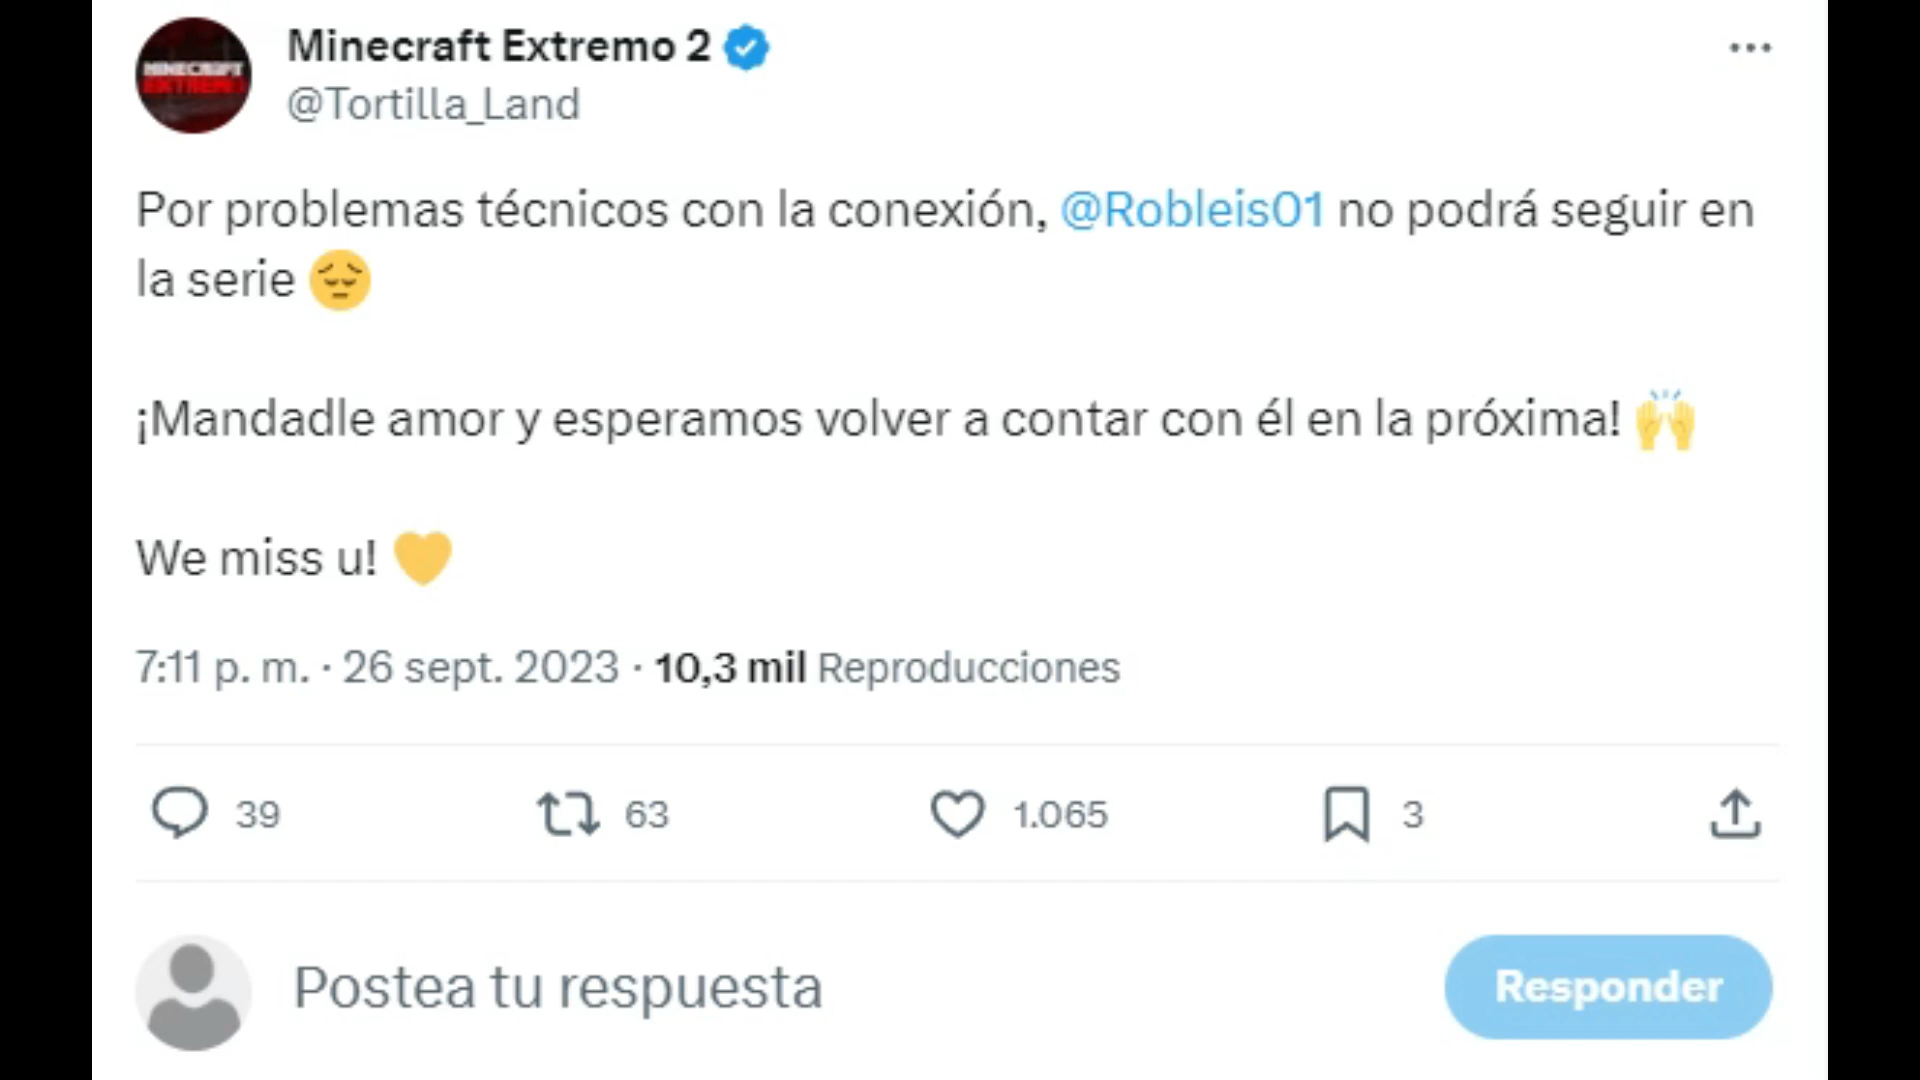 MINECRAFT
EXTREMO
Minecraft Extremo 2
@Tortilla_Land
Por problemas técnicos con la conexión, @Robleis01 no podrá seguir en
la serie 😔
¡Mandadle amor y esperamos volver a contar con él en la próxima! 🙌
We miss u! 💛
7:11 p. m. · 26 sept. 2023 · 10,3 mil Reproducciones
39 63 1.065 3
Postea tu respuesta
Responder